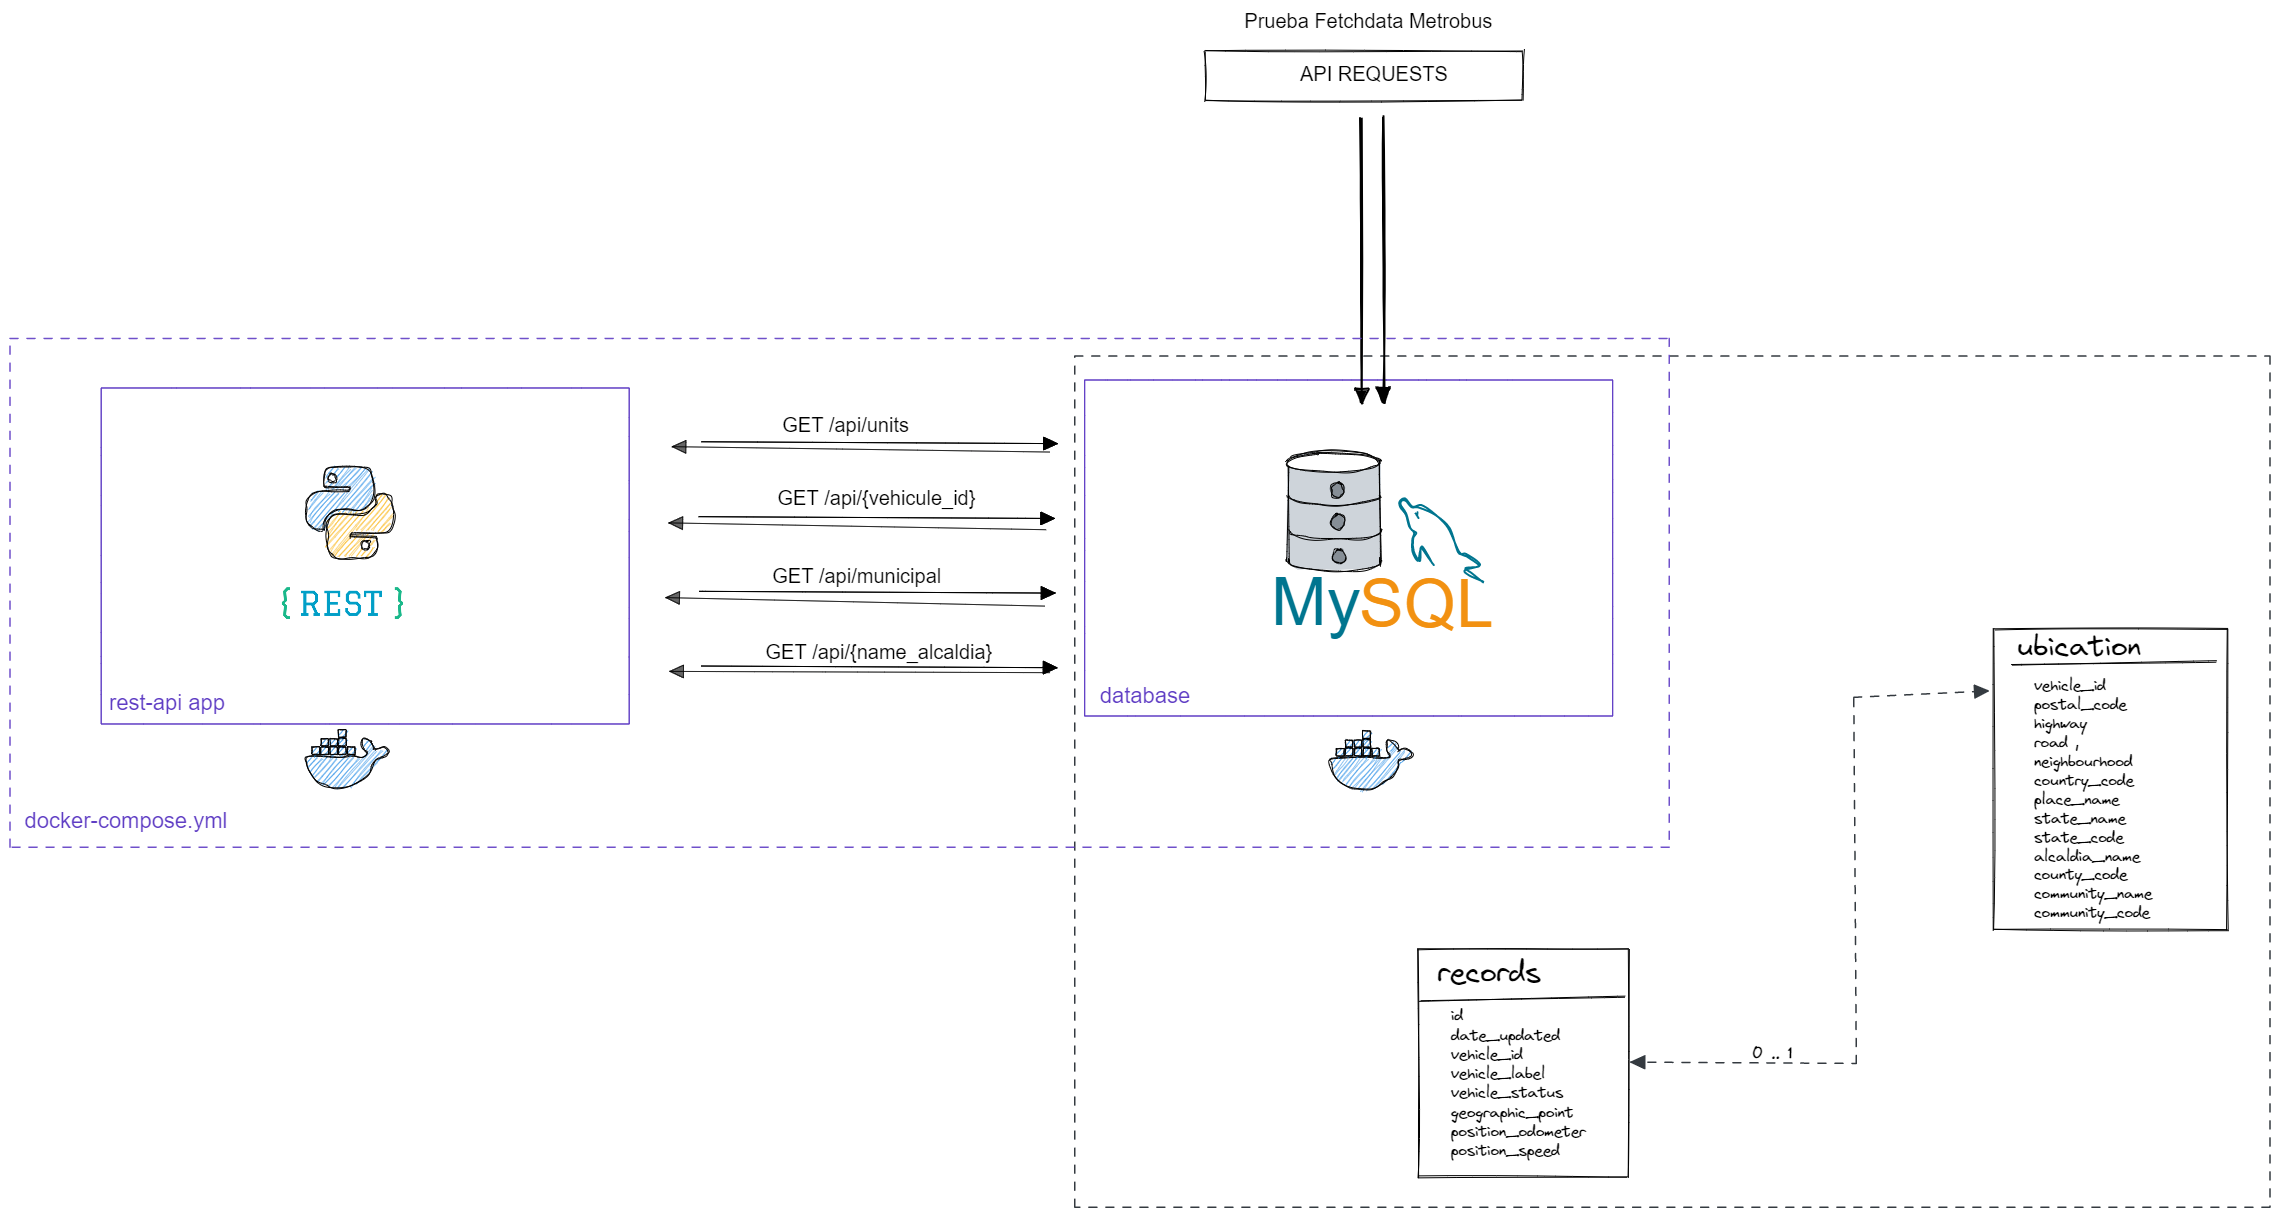 Prueba Fetchdata Metrobus
API REQUESTS
GET /api/units
GET /api/{vehicule_id}
GET /api/municipal
GET /api/{name_alcaldia}
{ REST }
rest-api app
docker-compose.yml
MySQL
database
ubication
vehicle_id
postal_code
highway
road ,
neighbourhood
country_code
place_name
state_name
state_code
alcaldia_name
county_code
community_name
community_code
records
id
date_updated
vehicle_id
vehicle_label
vehicle_status
geographic_point
position_odometer
position_speed
0 .. 1